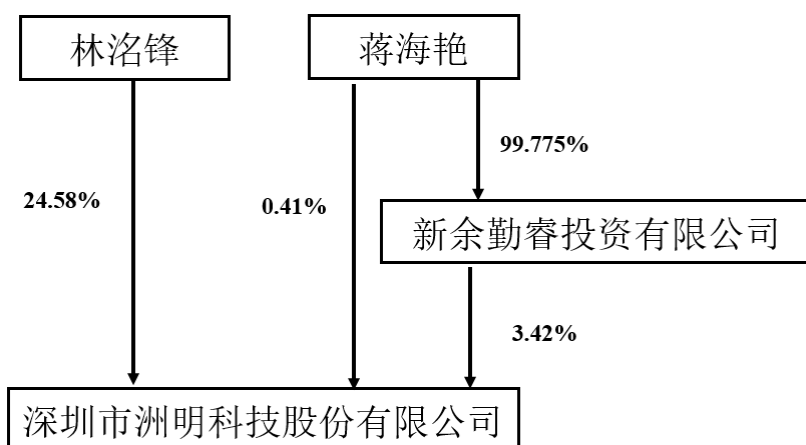 林洺锋
蒋海艳
99.775%
24.58%
0.41%
新余勤睿投资有限公司
3.42%
深圳市洲明科技股份有限公司